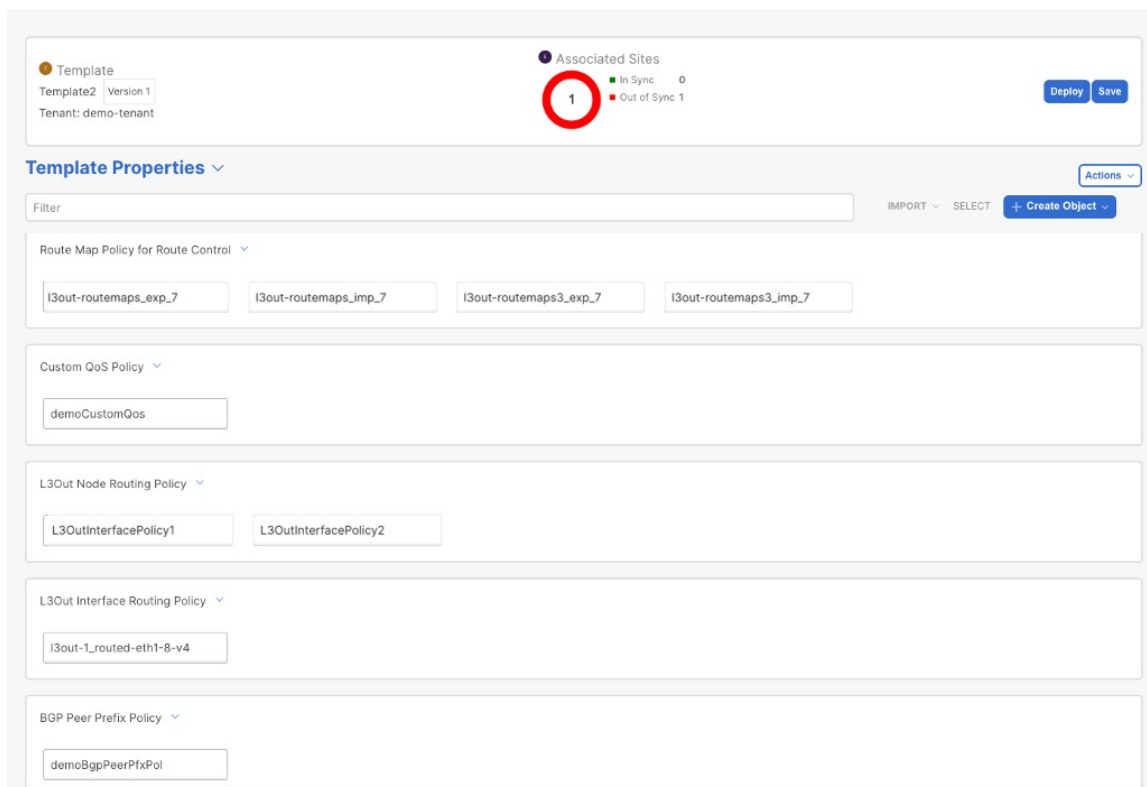 Template
Template2 Version 1
Tenant: demo-tenant
Associated Sites
1
In Sync 0
Out of Sync 1
Deploy Save
Template Properties
Actions
Filter
IMPORT SELECT + Create Object
Route Map Policy for Route Control
l3out-routemaps_exp_7 l3out-routemaps_imp_7 l3out-routemaps3_exp_7 l3out-routemaps3_imp_7
Custom QoS Policy
demoCustomQos
L3Out Node Routing Policy
L3OutInterfacePolicy1 L3OutInterfacePolicy2
L3Out Interface Routing Policy
l3out-1_routed-eth1-8-v4
BGP Peer Prefix Policy
demoBgpPeerPfxPol